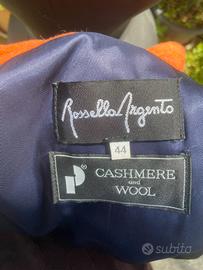 Rossella Argento
44
P®
CASHMERE
and
WOOL
subito